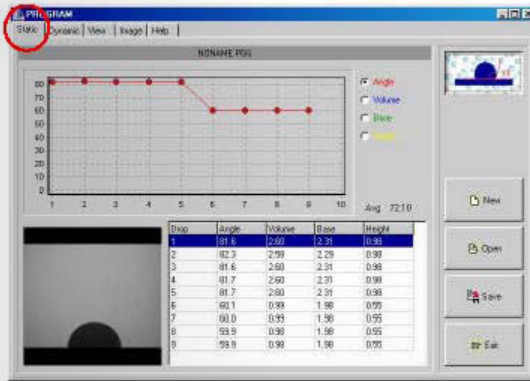 PROGRAM
Static Dynamic View Image Help
NONAME.PGG
80
70
60
50
40
30
20
10
0
1 2 3 4 5 6 7 8 9 10
Angle
Volume
Base
Avg 72.10
Drop Angle Volume Base Height
1 81.6 2.60 2.31 0.98
2 82.3 2.59 2.29 0.98
3 81.6 2.60 2.31 0.98
4 81.7 2.60 2.31 0.98
5 81.7 2.60 2.31 0.98
6 60.1 0.99 1.98 0.55
7 60.0 0.99 1.98 0.55
8 59.9 0.98 1.98 0.55
9 59.9 0.98 1.98 0.55
New
Open
Save
Exit